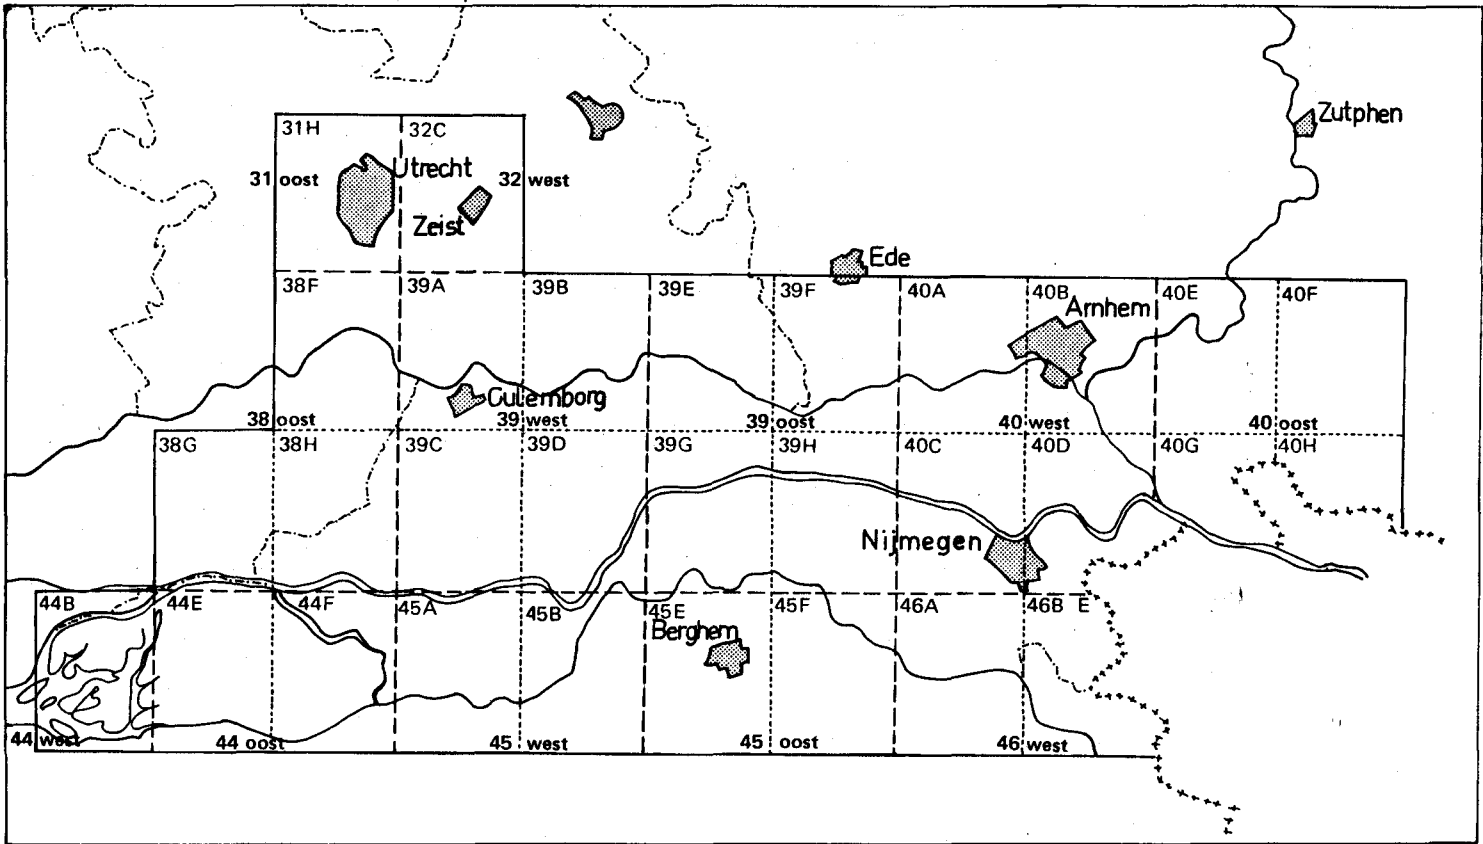 Zutphen
31H
32C
Utrecht
31 oost
32 west
Zeist
Ede
38F
39A
39B
39E
39F
40A
40B
40E
40F
Arnhem
Culemborg
38 oost
39 west
39 oost
40 west
40 oost
38G
38H
39C
39D
39G
39H
40C
40D
40G
40H
Nijmegen
44B
44E
44F
45A
45B
45E
45F
46A
46B
E
Berghem
44 west
44 oost
45 west
45 oost
46 west